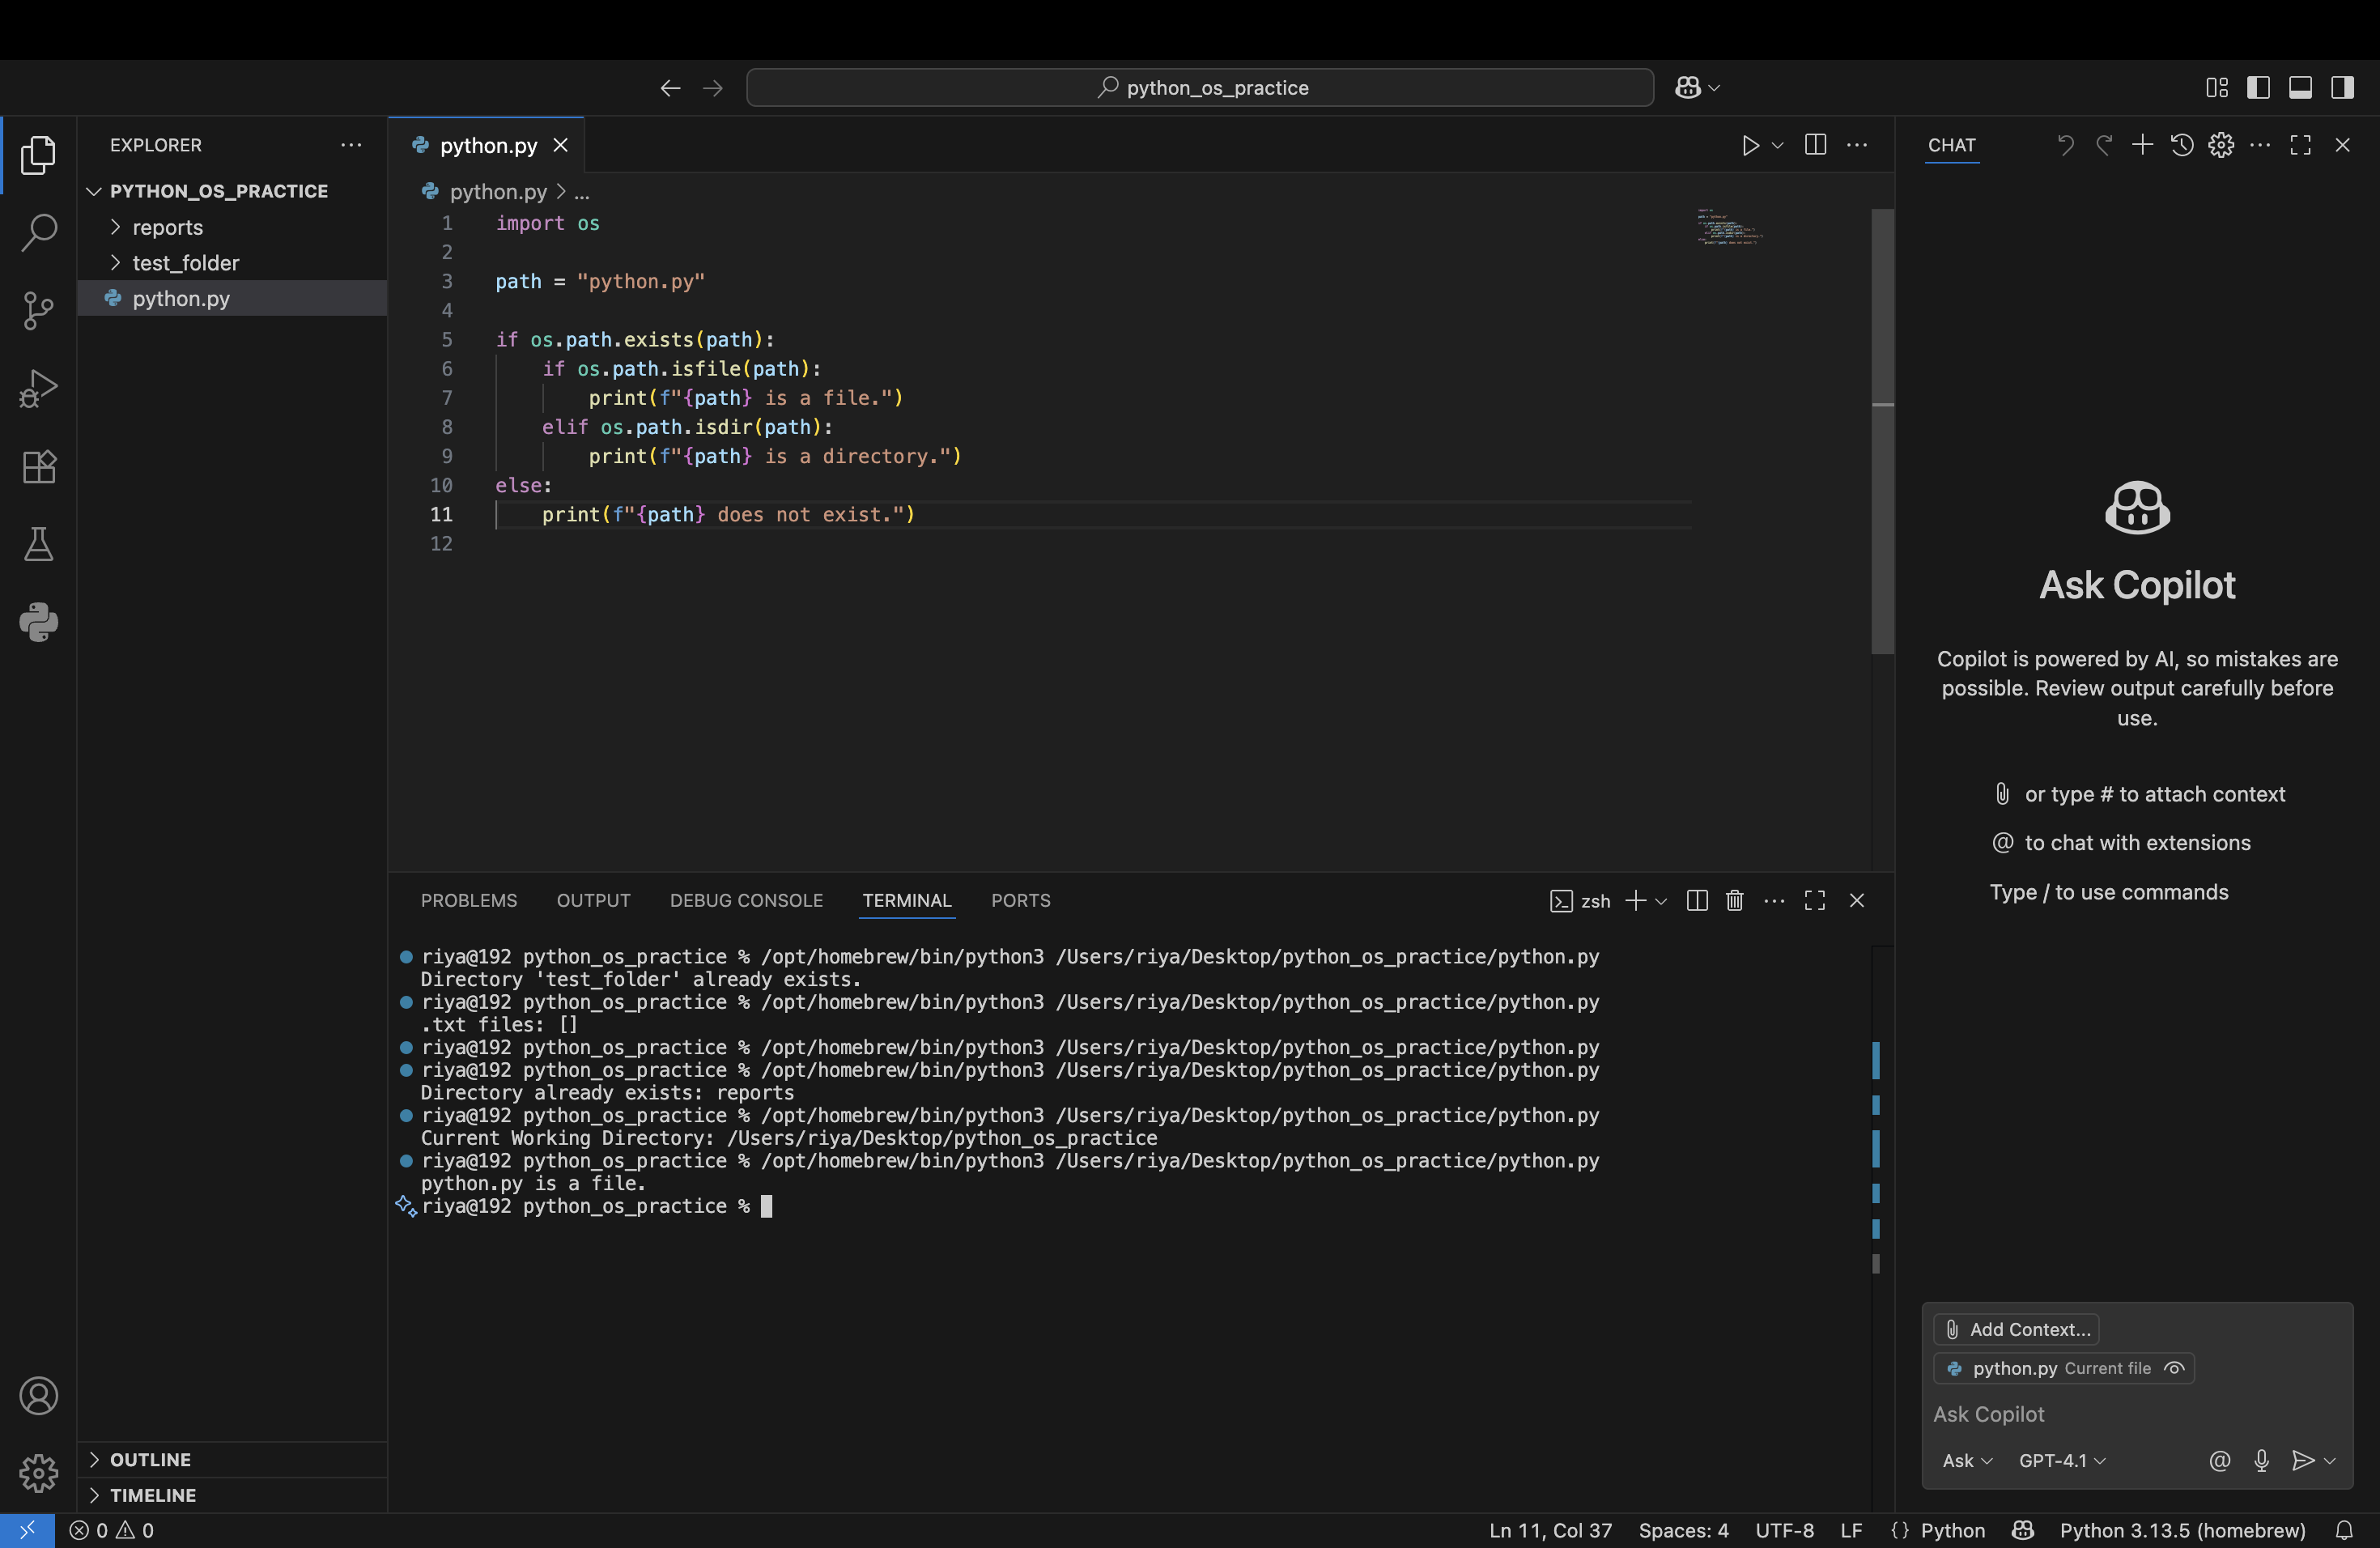 python_os_practice
EXPLORER
PYTHON_OS_PRACTICE
reports
test_folder
python.py
OUTLINE
TIMELINE
python.py
python.py > ...
1 import os
2
3 path = "python.py"
4
5 if os.path.exists(path):
6     if os.path.isfile(path):
7         print(f"{path} is a file.")
8     elif os.path.isdir(path):
9         print(f"{path} is a directory.")
10 else:
11     print(f"{path} does not exist.")
12
PROBLEMS OUTPUT DEBUG CONSOLE TERMINAL PORTS
zsh
riya@192 python_os_practice % /opt/homebrew/bin/python3 /Users/riya/Desktop/python_os_practice/python.py
Directory 'test_folder' already exists.
riya@192 python_os_practice % /opt/homebrew/bin/python3 /Users/riya/Desktop/python_os_practice/python.py
.txt files: []
riya@192 python_os_practice % /opt/homebrew/bin/python3 /Users/riya/Desktop/python_os_practice/python.py
riya@192 python_os_practice % /opt/homebrew/bin/python3 /Users/riya/Desktop/python_os_practice/python.py
Directory already exists: reports
riya@192 python_os_practice % /opt/homebrew/bin/python3 /Users/riya/Desktop/python_os_practice/python.py
Current Working Directory: /Users/riya/Desktop/python_os_practice
riya@192 python_os_practice % /opt/homebrew/bin/python3 /Users/riya/Desktop/python_os_practice/python.py
python.py is a file.
riya@192 python_os_practice %
CHAT
Ask Copilot
Copilot is powered by AI, so mistakes are
possible. Review output carefully before
use.
or type # to attach context
@ to chat with extensions
Type / to use commands
Add Context...
python.py Current file
Ask Copilot
Ask GPT-4.1 @
0 0
Ln 11, Col 37 Spaces: 4 UTF-8 LF {} Python Python 3.13.5 (homebrew)